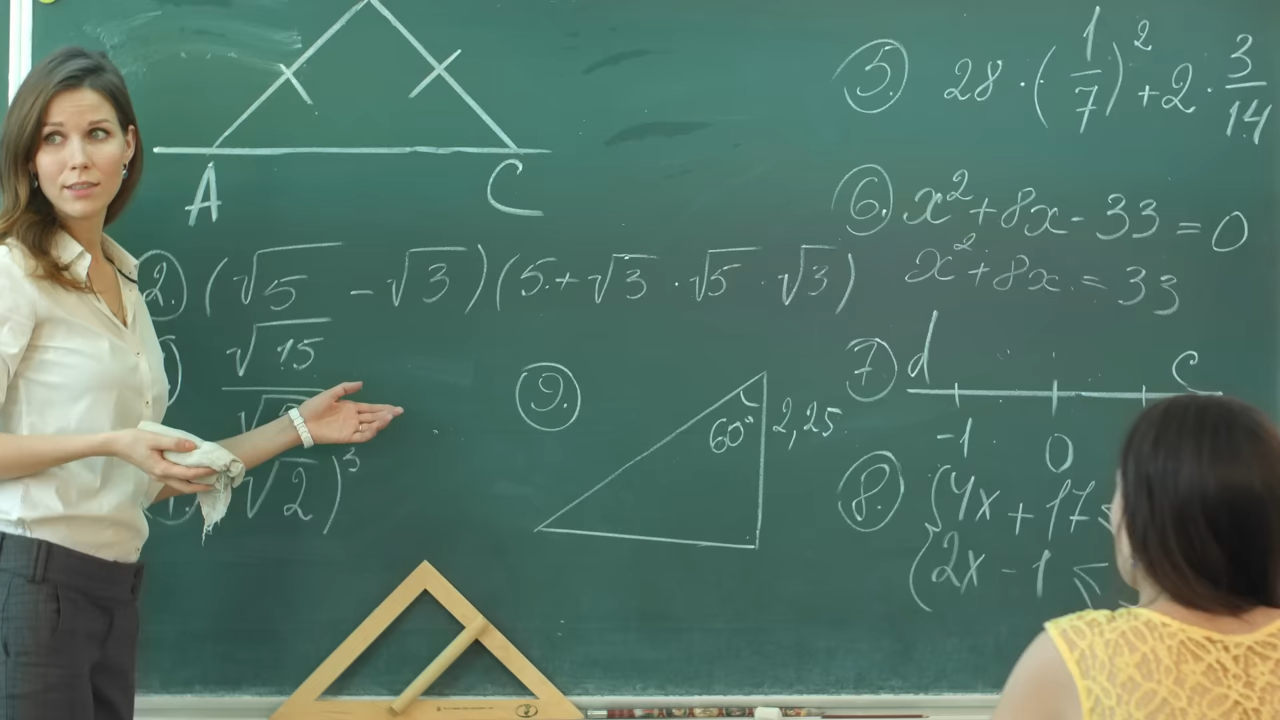 A C
5. 28 · (1/7)² + 2 · 3/14
6. x² + 8x - 33 = 0
x² + 8x = 33
2. (√5 - √3)(5 + √3 · √5 · √3)
√15
√2)³
9.
60° 2,25
7. d C
-1 0
8. {4x + 17 ≤
2x - 1 ≤